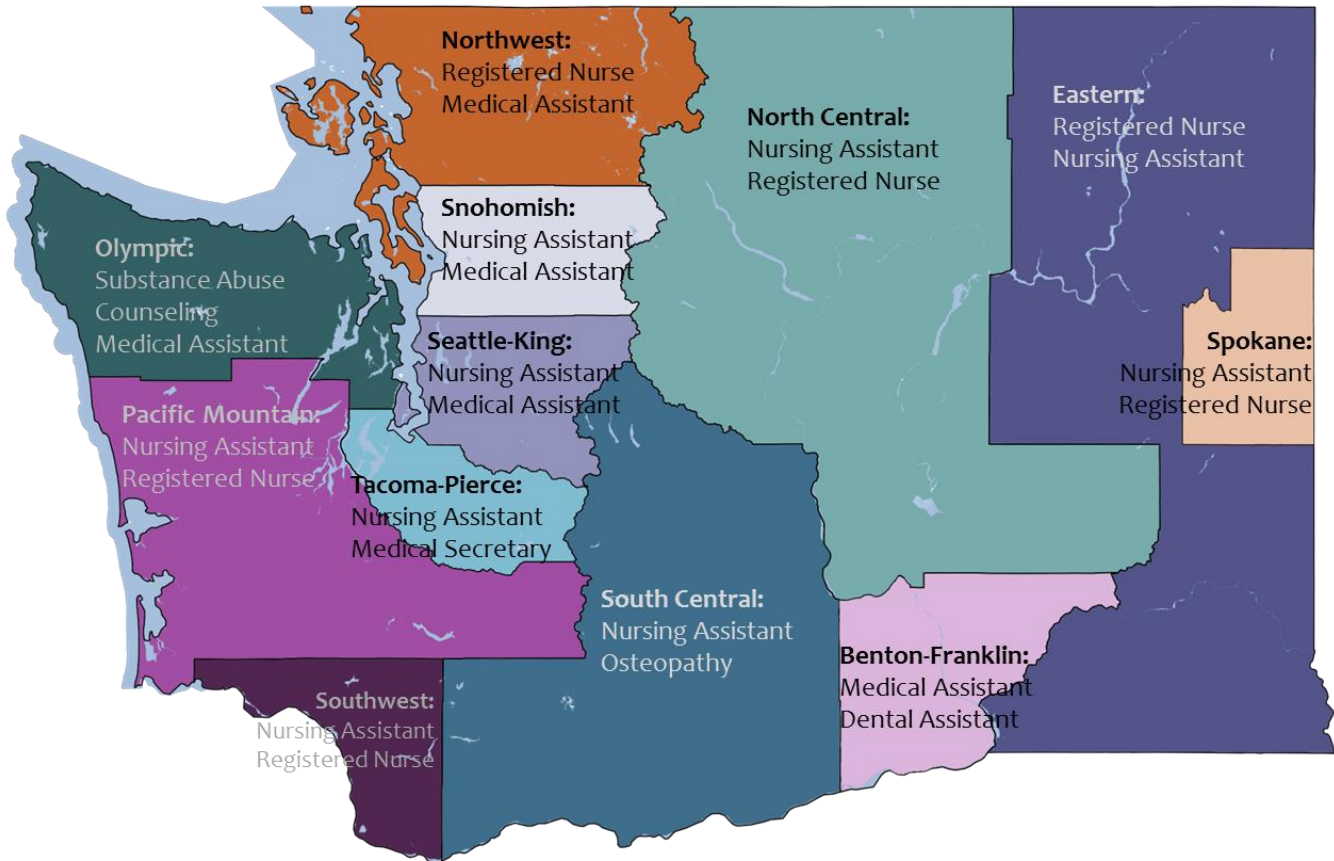 Northwest:
Registered Nurse
Medical Assistant
North Central:
Nursing Assistant
Registered Nurse
Eastern:
Registered Nurse
Nursing Assistant
Snohomish:
Nursing Assistant
Medical Assistant
Olympic:
Substance Abuse
Counseling
Medical Assistant
Seattle-King:
Nursing Assistant
Medical Assistant
Spokane:
Nursing Assistant
Registered Nurse
Pacific Mountain:
Nursing Assistant
Registered Nurse
Tacoma-Pierce:
Nursing Assistant
Medical Secretary
South Central:
Nursing Assistant
Osteopathy
Benton-Franklin:
Medical Assistant
Dental Assistant
Southwest:
Nursing Assistant
Registered Nurse